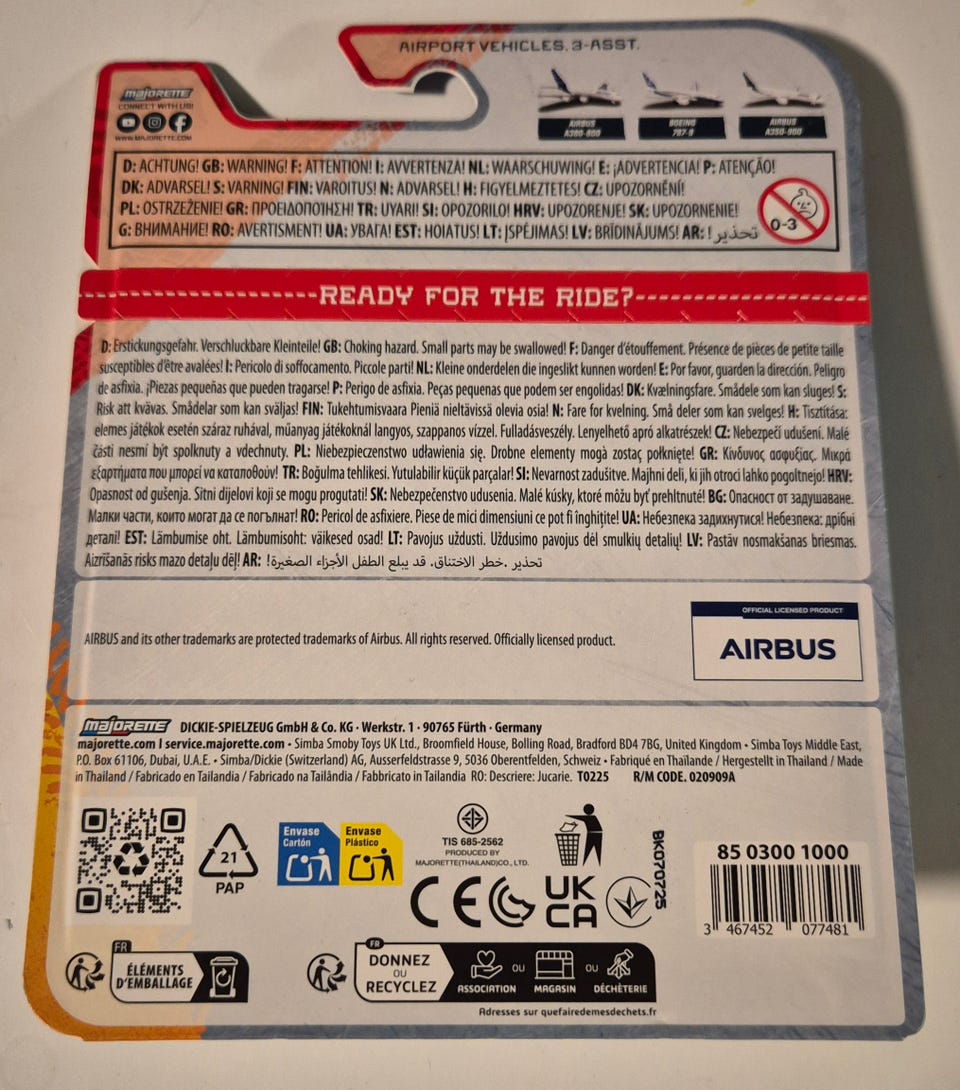 AIRPORT VEHICLES, 3-ASST.
majorette
CONNECT WITH US!
WWW.MAJORETTE.COM
AIRBUS
A380-800
BOEING
787-9
AIRBUS
A350-900
D: ACHTUNG! GB: WARNING! F: ATTENTION! I: AVVERTENZA! NL: WAARSCHUWING! E: ¡ADVERTENCIA! P: ATENÇÃO!
DK: ADVARSEL! S: VARNING! FIN: VAROITUS! N: ADVARSEL! H: FIGYELMEZTETES! CZ: UPOZORNĚNÍ!
PL: OSTRZEŻENIE! GR: ΠΡΟΕΙΔΟΠΟΙΗΣΗ! TR: UYARI! SI: OPOZORILO! HRV: UPOZORENJE! SK: UPOZORNENIE!
G: ВНИМАНИЕ! RO: AVERTISMENT! UA: УВАГА! EST: HOIATUS! LT: ĮSPĖJIMAS! LV: BRĪDINĀJUMS! AR: تحذير !
0-3
READY FOR THE RIDE?
D: Erstickungsgefahr. Verschluckbare Kleinteile! GB: Choking hazard. Small parts may be swallowed! F: Danger d'étouffement. Présence de pièces de petite taille
susceptibles d'être avalées! I: Pericolo di soffocamento. Piccole parti! NL: Kleine onderdelen die ingeslikt kunnen worden! E: Por favor, guarden la dirección. Peligro
de asfixia. ¡Piezas pequeñas que pueden tragarse! P: Perigo de asfixia. Peças pequenas que podem ser engolidas! DK: Kvælningsfare. Smådele som kan sluges! S:
Risk att kvävas. Smådelar som kan sväljas! FIN: Tukehtumisvaara Pieniä nieltävissä olevia osia! N: Fare for kvelning. Små deler som kan svelges! H: Tisztítása:
elemes játékok esetén száraz ruhával, műanyag játékoknál langyos, szappanos vízzel. Fulladásveszély. Lenyelhető apró alkatrészek! CZ: Nebezpečí udušení. Malé
části nesmí být spolknuty a vdechnuty. PL: Niebezpieczenstwo udławienia się. Drobne elementy mogą zostaç połknięte! GR: Κίνδυνος ασφυξίας. Μικρά
εξαρτήματα που μπορεί να καταποθούν! TR: Boğulma tehlikesi. Yutulabilir küçük parçalar! SI: Nevarnost zadušitve. Majhni deli, ki jih otroci lahko pogoltnejo! HRV:
Opasnost od gušenja. Sitni dijelovi koji se mogu progutati! SK: Nebezpečenstvo udusenia. Malé kúsky, ktoré môžu byť prehltnuté! BG: Опасност от задушаване.
Малки части, които могат да се погълнат! RO: Pericol de asfixiere. Piese de mici dimensiuni ce pot fi înghițite! UA: Небезпека задихнутися! Небезпека: дрібні
деталі! EST: Lämbumise oht. Lämbumisoht: väikesed osad! LT: Pavojus uždusti. Uždusimo pavojus dėl smulkių detalių! LV: Pastāv nosmakšanas briesmas.
Aizrīšanās risks mazo detaļu dēļ! AR: تحذير .خطر الاختناق. قد يبلع الطفل الأجزاء الصغيرة!
OFFICIAL LICENSED PRODUCT
AIRBUS
AIRBUS and its other trademarks are protected trademarks of Airbus. All rights reserved. Officially licensed product.
majorette DICKIE-SPIELZEUG GmbH & Co. KG · Werkstr. 1 · 90765 Fürth · Germany
majorette.com | service.majorette.com · Simba Smoby Toys UK Ltd., Broomfield House, Bolling Road, Bradford BD4 7BG, United Kingdom · Simba Toys Middle East,
P.O. Box 61106, Dubai, U.A.E. · Simba/Dickie (Switzerland) AG, Ausserfeldstrasse 9, 5036 Oberentfelden, Schweiz · Fabriqué en Thaïlande / Hergestellt in Thailand / Made
in Thailand / Fabricado en Tailandia / Fabricado na Tailândia / Fabbricato in Tailandia RO: Descriere: Jucarie. T0225 R/M CODE. 020909A
21
PAP
Envase
Cartón
Envase
Plástico
TIS 685-2562
PRODUCED BY
MAJORETTE(THAILAND)CO., LTD.
CE
UK
CA
BK070725
85 0300 1000
3 467452 077481
FR
ÉLÉMENTS
D'EMBALLAGE
FR
DONNEZ
OU
RECYCLEZ
ASSOCIATION
OU
MAGASIN
OU
DÉCHÈTERIE
Adresses sur quefairedemesdechets.fr